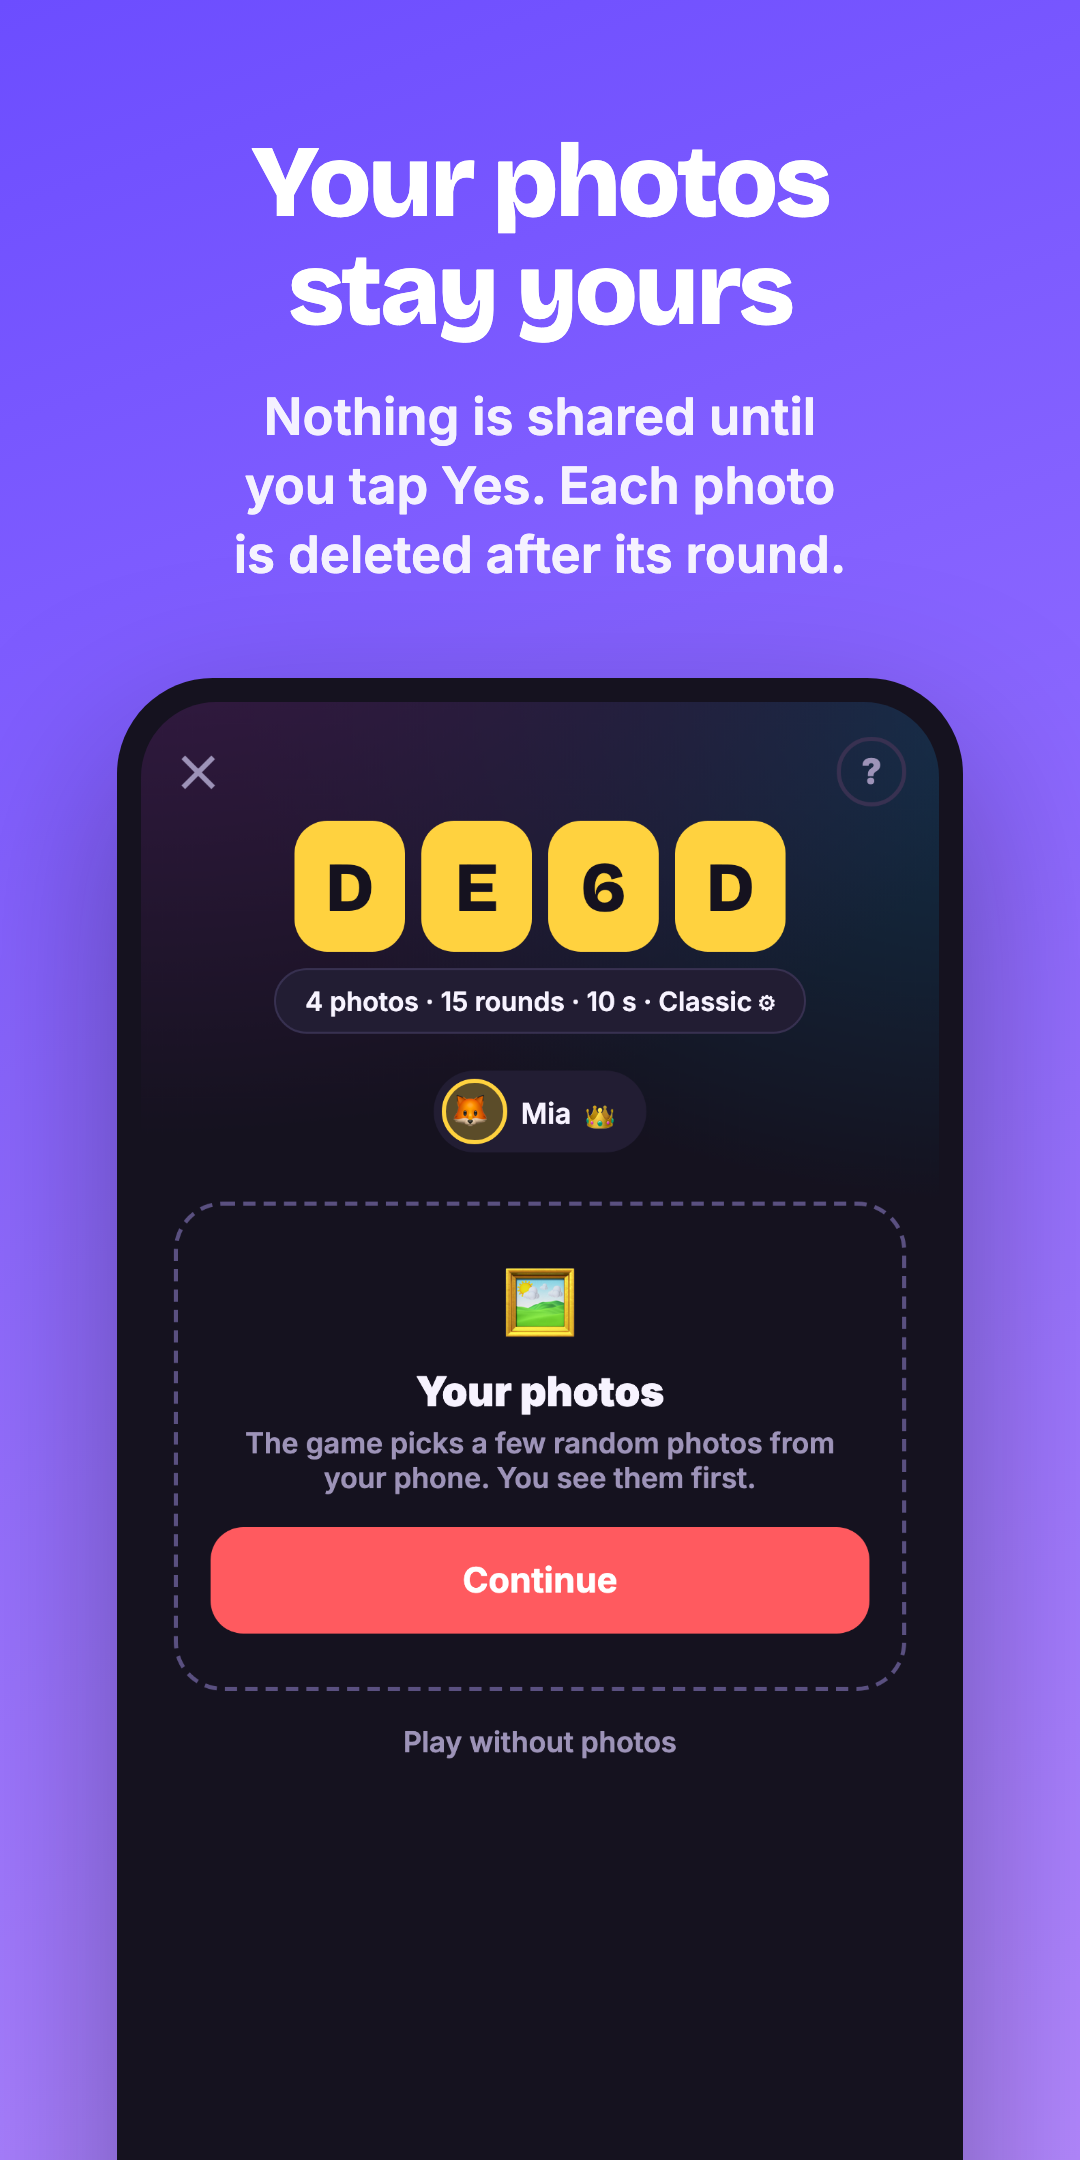 Your photos
stay yours
Nothing is shared until
you tap Yes. Each photo
is deleted after its round.
?
D E 6 D
4 photos · 15 rounds · 10 s · Classic ⚙
Mia 👑
Your photos
The game picks a few random photos from
your phone. You see them first.
Continue
Play without photos